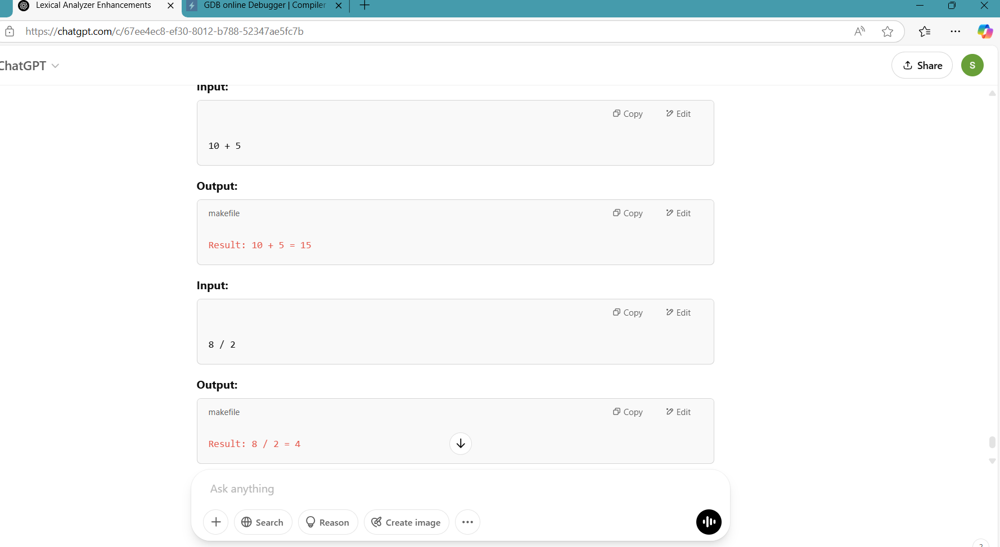 Lexical Analyzer Enhancements
GDB online Debugger | Compiler
https://chatgpt.com/c/67ee4ec8-ef30-8012-b788-52347ae5fc7b
ChatGPT
Share
S
Input:
Copy Edit
10 + 5
Output:
makefile Copy Edit
Result: 10 + 5 = 15
Input:
Copy Edit
8 / 2
Output:
makefile Copy Edit
Result: 8 / 2 = 4
Ask anything
Search Reason Create image